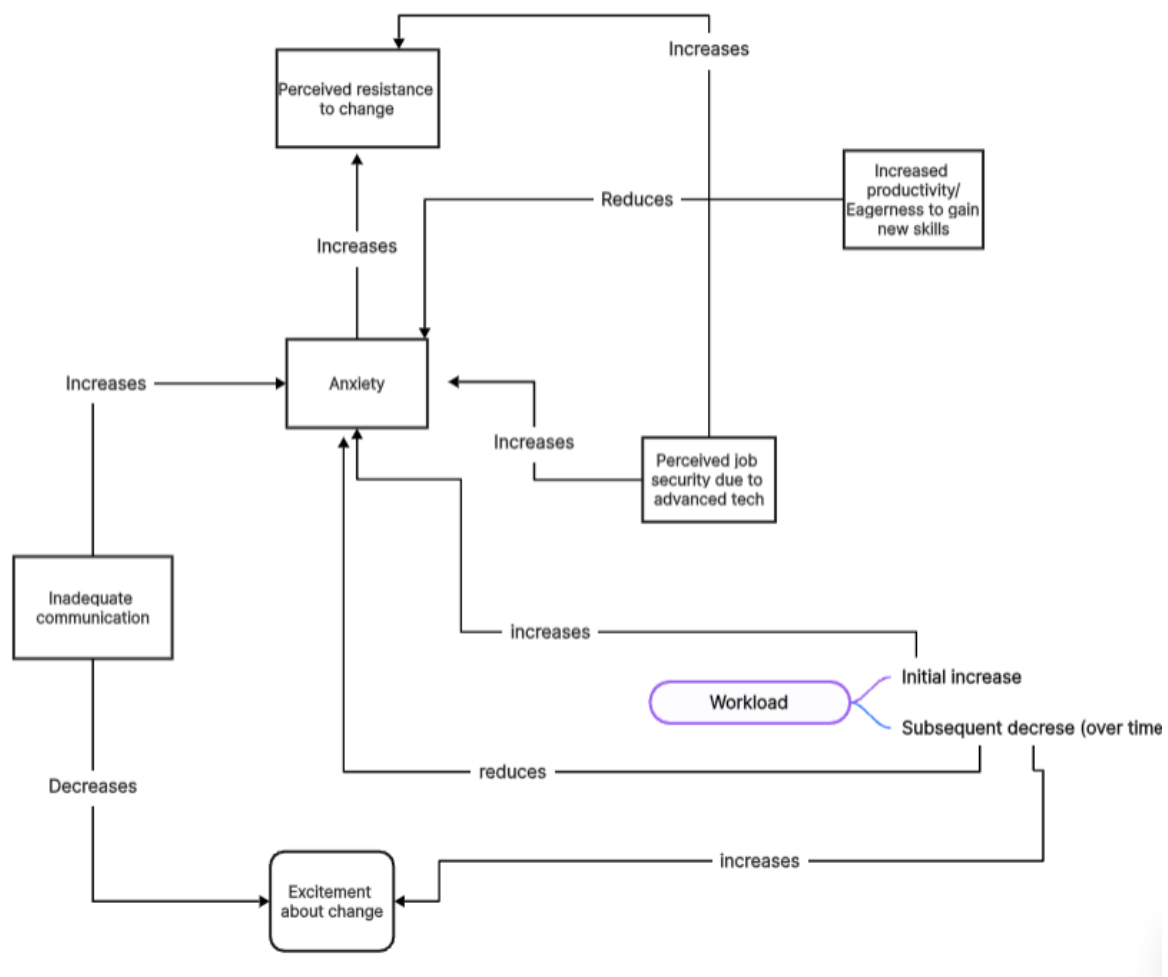 Increases
Perceived resistance
to change
Increased
productivity/
Eagerness to gain
new skills
Reduces
Increases
Increases
Anxiety
Increases
Perceived job
security due to
advanced tech
Inadequate
communication
increases
Initial increase
Workload
Subsequent decrese (over time
reduces
Decreases
increases
Excitement
about change